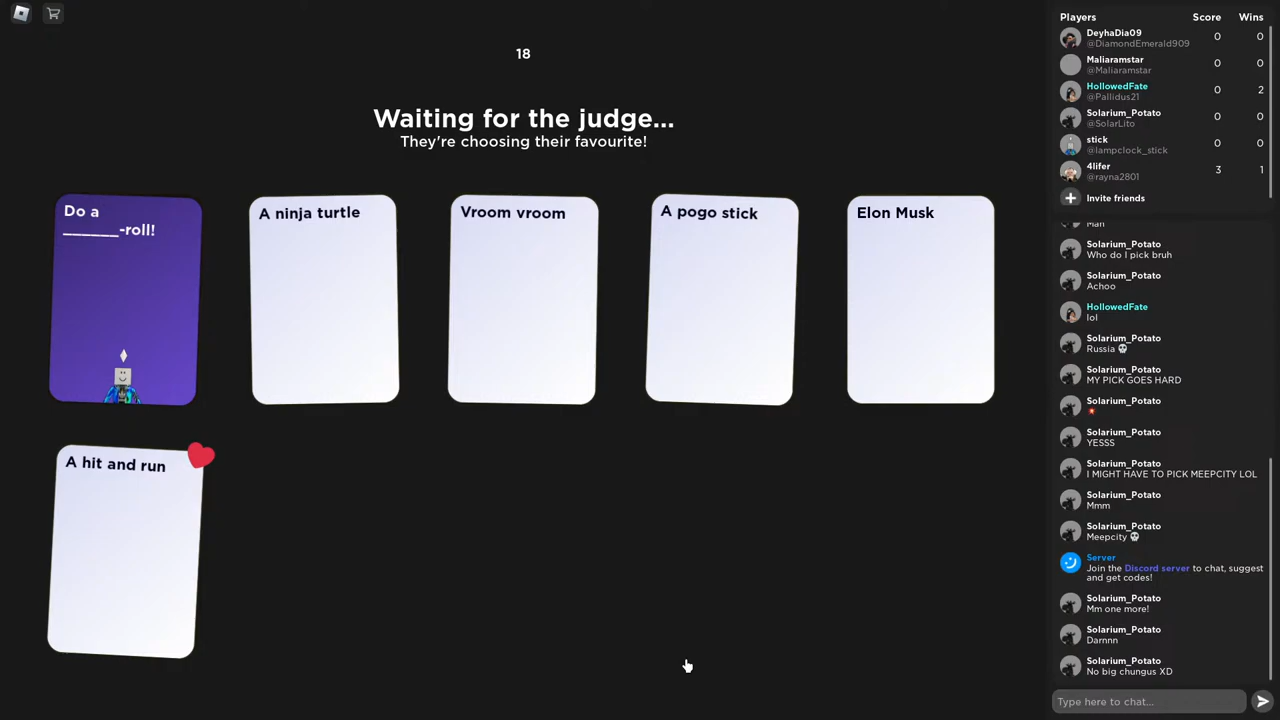 18
Waiting for the judge...
They're choosing their favourite!
Do a
______-roll!
A ninja turtle
Vroom vroom
A pogo stick
Elon Musk
A hit and run
Players Score Wins
DeyhaDia09 0 0
@DiamondEmerald909
Maliaramstar 0 0
@Maliaramstar
HollowedFate 0 2
@Pallidus21
Solarium_Potato 0 0
@SolarLito
stick 0 0
@lampclock_stick
4lifer 3 1
@rayna2801
Invite friends
Man
Solarium_Potato
Who do I pick bruh
Solarium_Potato
Achoo
HollowedFate
lol
Solarium_Potato
Russia 💀
Solarium_Potato
MY PICK GOES HARD
Solarium_Potato
💥
Solarium_Potato
YESSS
Solarium_Potato
I MIGHT HAVE TO PICK MEEPCITY LOL
Solarium_Potato
Mmm
Solarium_Potato
Meepcity 💀
Server
Join the Discord server to chat, suggest
and get codes!
Solarium_Potato
Mm one more!
Solarium_Potato
Darnnn
Solarium_Potato
No big chungus XD
Type here to chat...